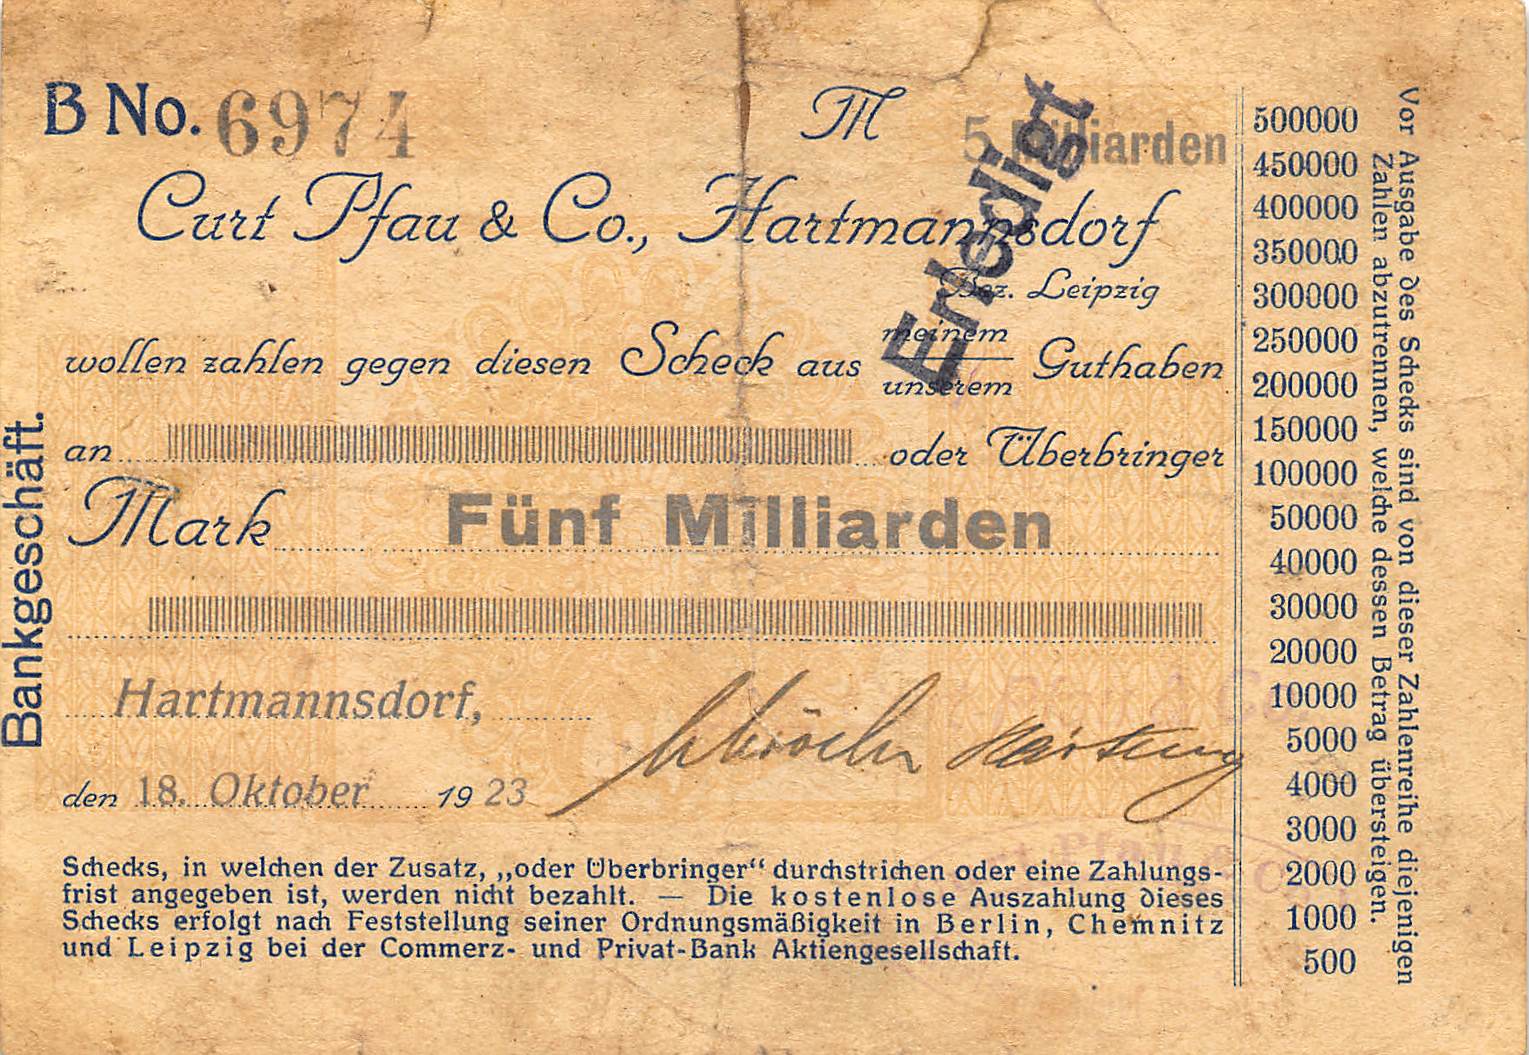 B No. 6974
M 5 Milliarden
Erledigt
Curt Pfau & Co., Hartmannsdorf
Bez. Leipzig
wollen zahlen gegen diesen Scheck aus meinem
unserem Guthaben
an oder Überbringer
Mark Fünf Milliarden
Hartmannsdorf,
den 18. Oktober 1923
Schecks, in welchen der Zusatz, „oder Überbringer“ durchstrichen oder eine Zahlungs-
frist angegeben ist, werden nicht bezahlt. — Die kostenlose Auszahlung dieses
Schecks erfolgt nach Feststellung seiner Ordnungsmäßigkeit in Berlin, Chemnitz
und Leipzig bei der Commerz- und Privat-Bank Aktiengesellschaft.
Bankgeschäft.
500000
450000
400000
350000
300000
250000
200000
150000
100000
50000
40000
30000
20000
10000
5000
4000
3000
2000
1000
500
Vor Ausgabe des Schecks sind von dieser Zahlenreihe diejenigen
Zahlen abzutrennen, welche dessen Betrag übersteigen.